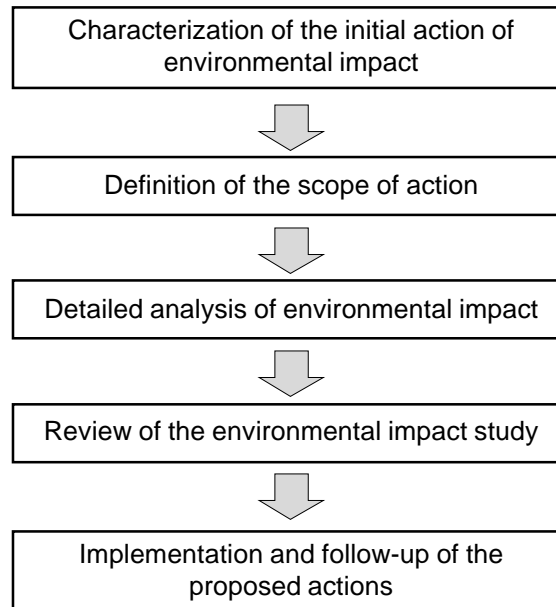 Characterization of the initial action of
environmental impact
Definition of the scope of action
Detailed analysis of environmental impact
Review of the environmental impact study
Implementation and follow-up of the
proposed actions